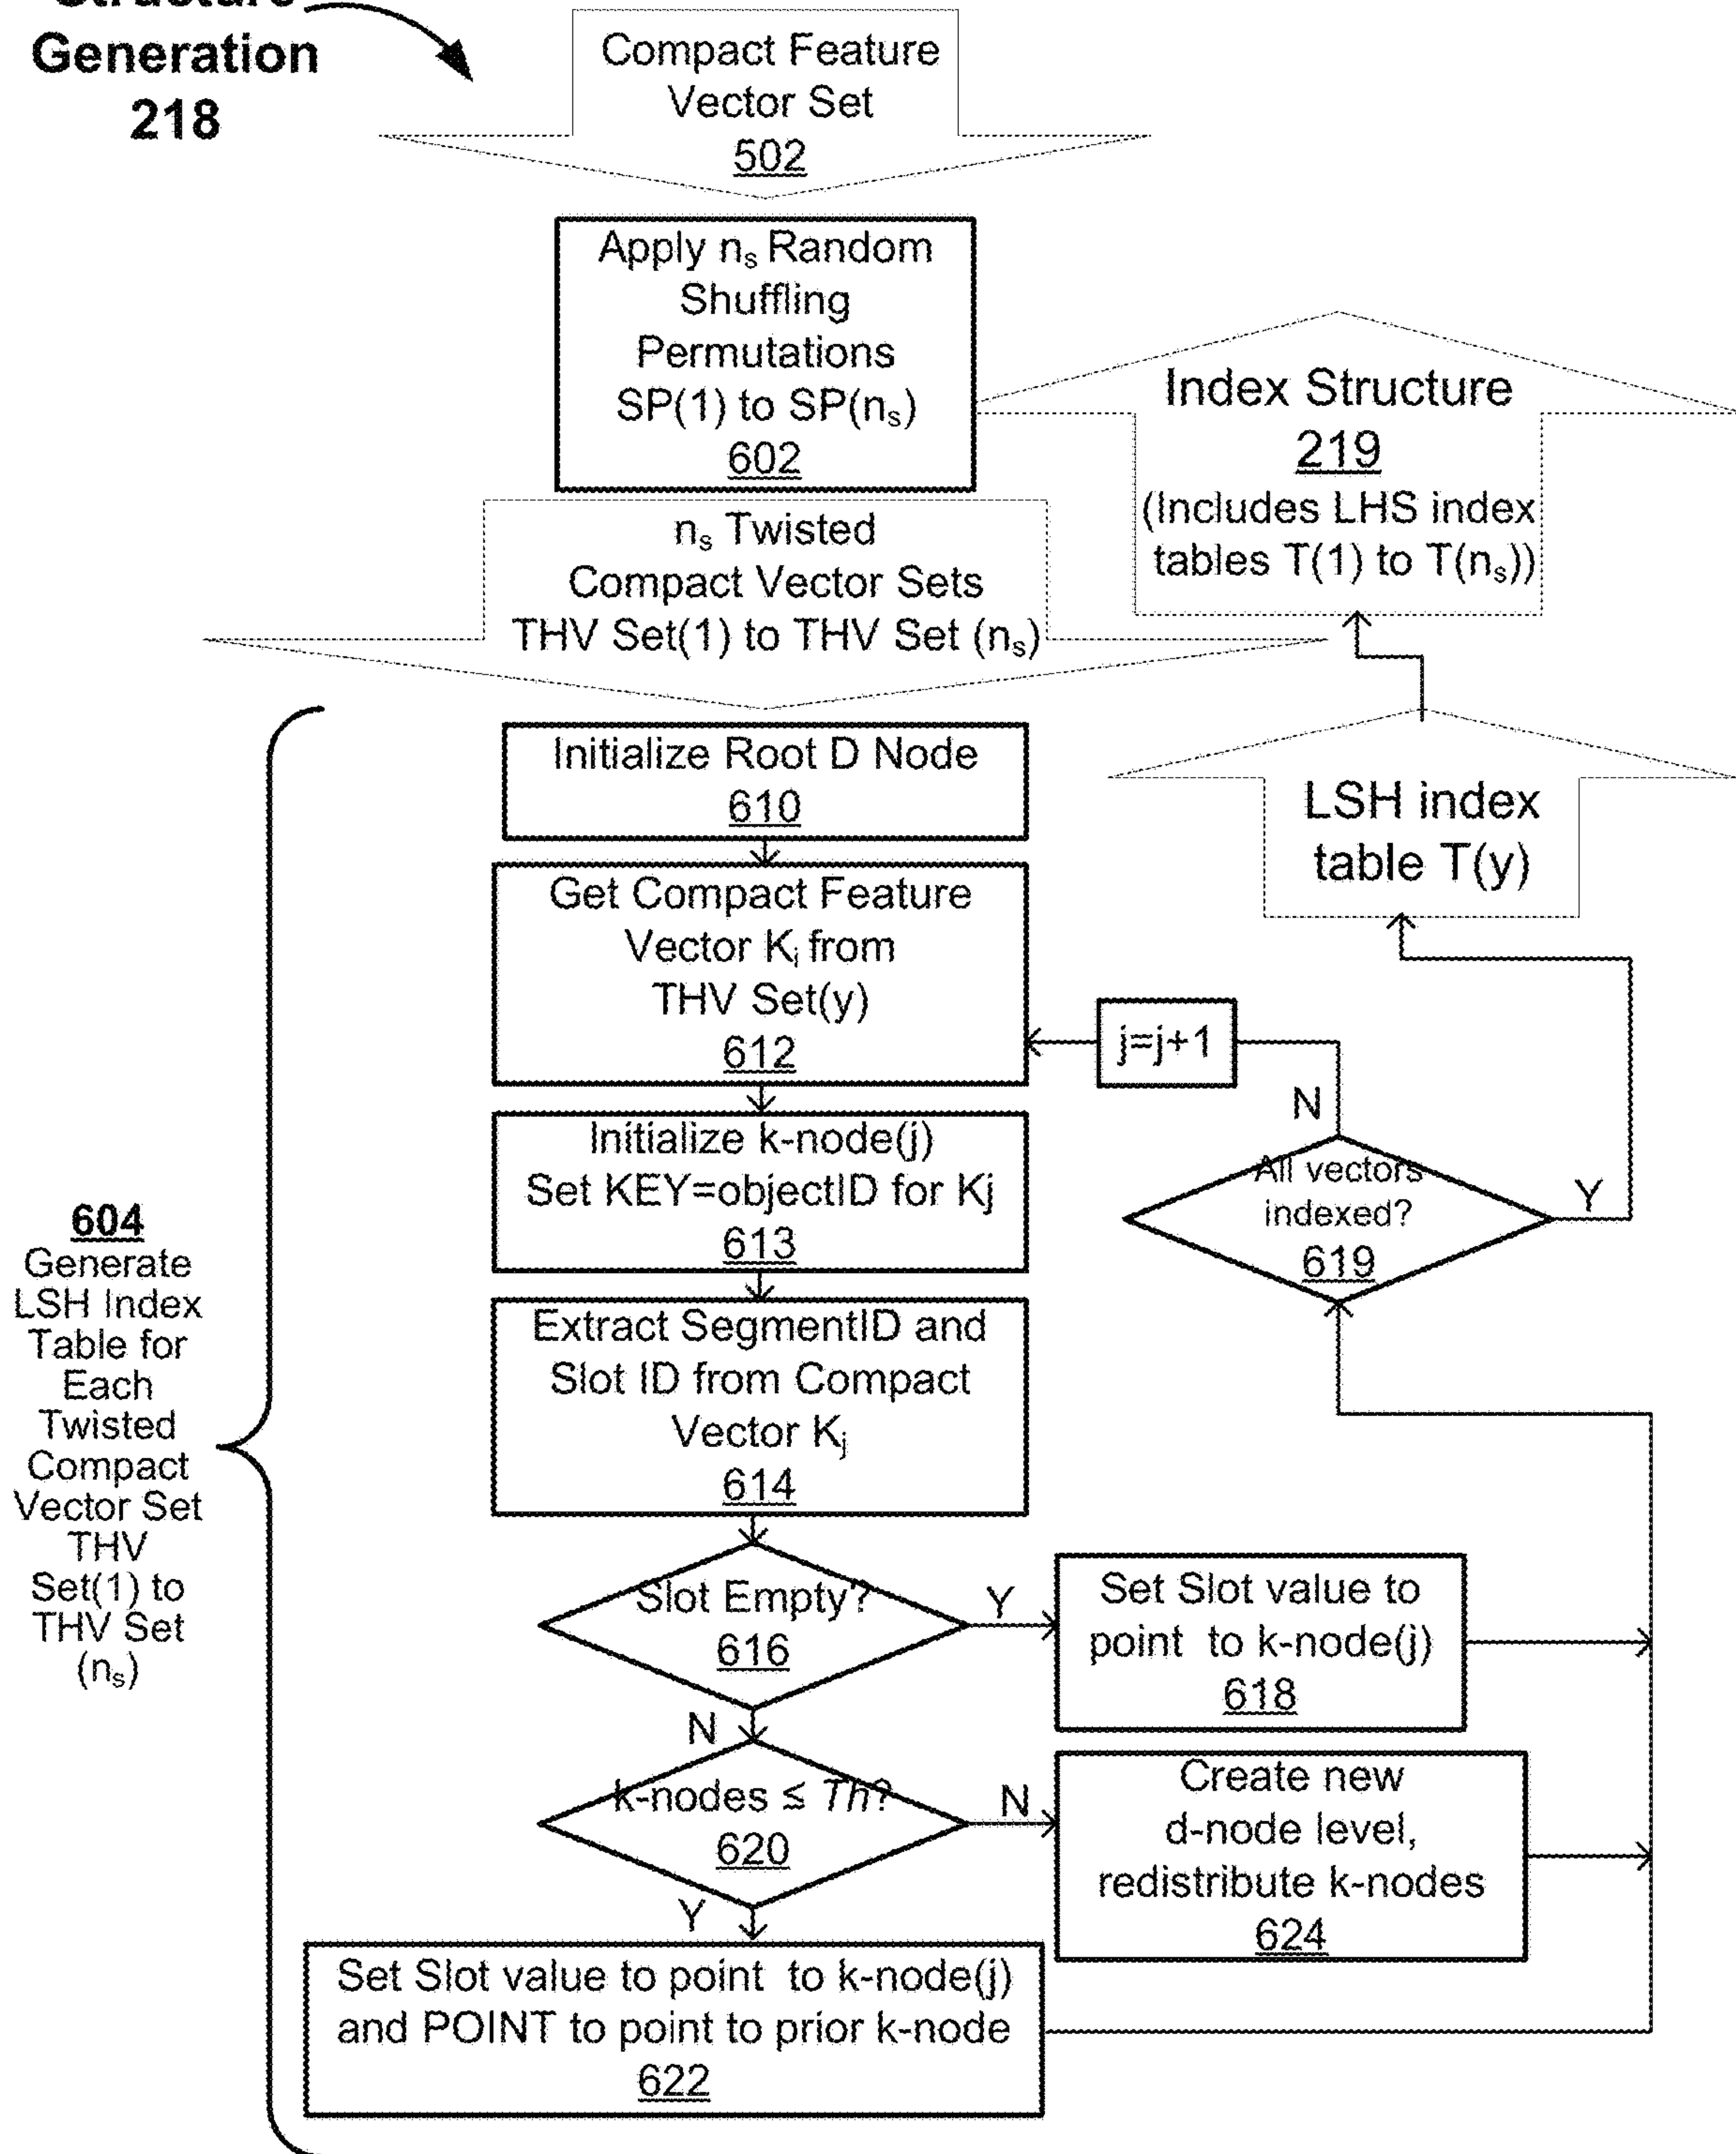 Structure
Generation
218
Compact Feature
Vector Set
502
Apply nₛ Random
Shuffling
Permutations
SP(1) to SP(nₛ)
602
Index Structure
219
(Includes LHS index
tables T(1) to T(nₛ))
nₛ Twisted
Compact Vector Sets
THV Set(1) to THV Set (nₛ)
Initialize Root D Node
610
LSH index
table T(y)
Get Compact Feature
Vector Kⱼ from
THV Set(y)
612
j=j+1
N
Initialize k-node(j)
Set KEY=objectID for Kj
613
All vectors
indexed?
619
Y
604
Generate
LSH Index
Table for
Each
Twisted
Compact
Vector Set
THV
Set(1) to
THV Set
(nₛ)
Extract SegmentID and
Slot ID from Compact
Vector Kⱼ
614
Slot Empty?
616
Y
Set Slot value to
point to k-node(j)
618
N
k-nodes ≤ Th?
620
N
Create new
d-node level,
redistribute k-nodes
624
Y
Set Slot value to point to k-node(j)
and POINT to point to prior k-node
622